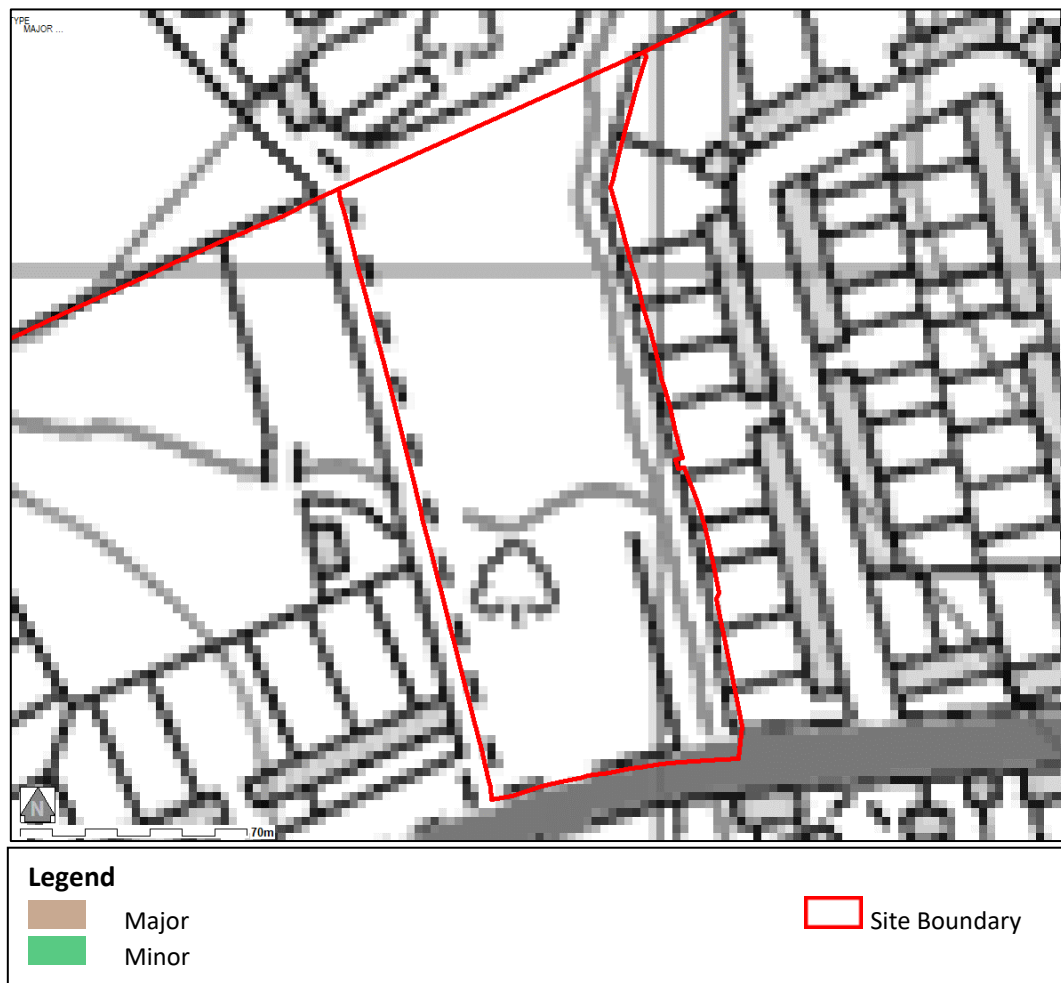 TYPE
MAJOR ...
N
70m
Legend
Major
Minor
Site Boundary